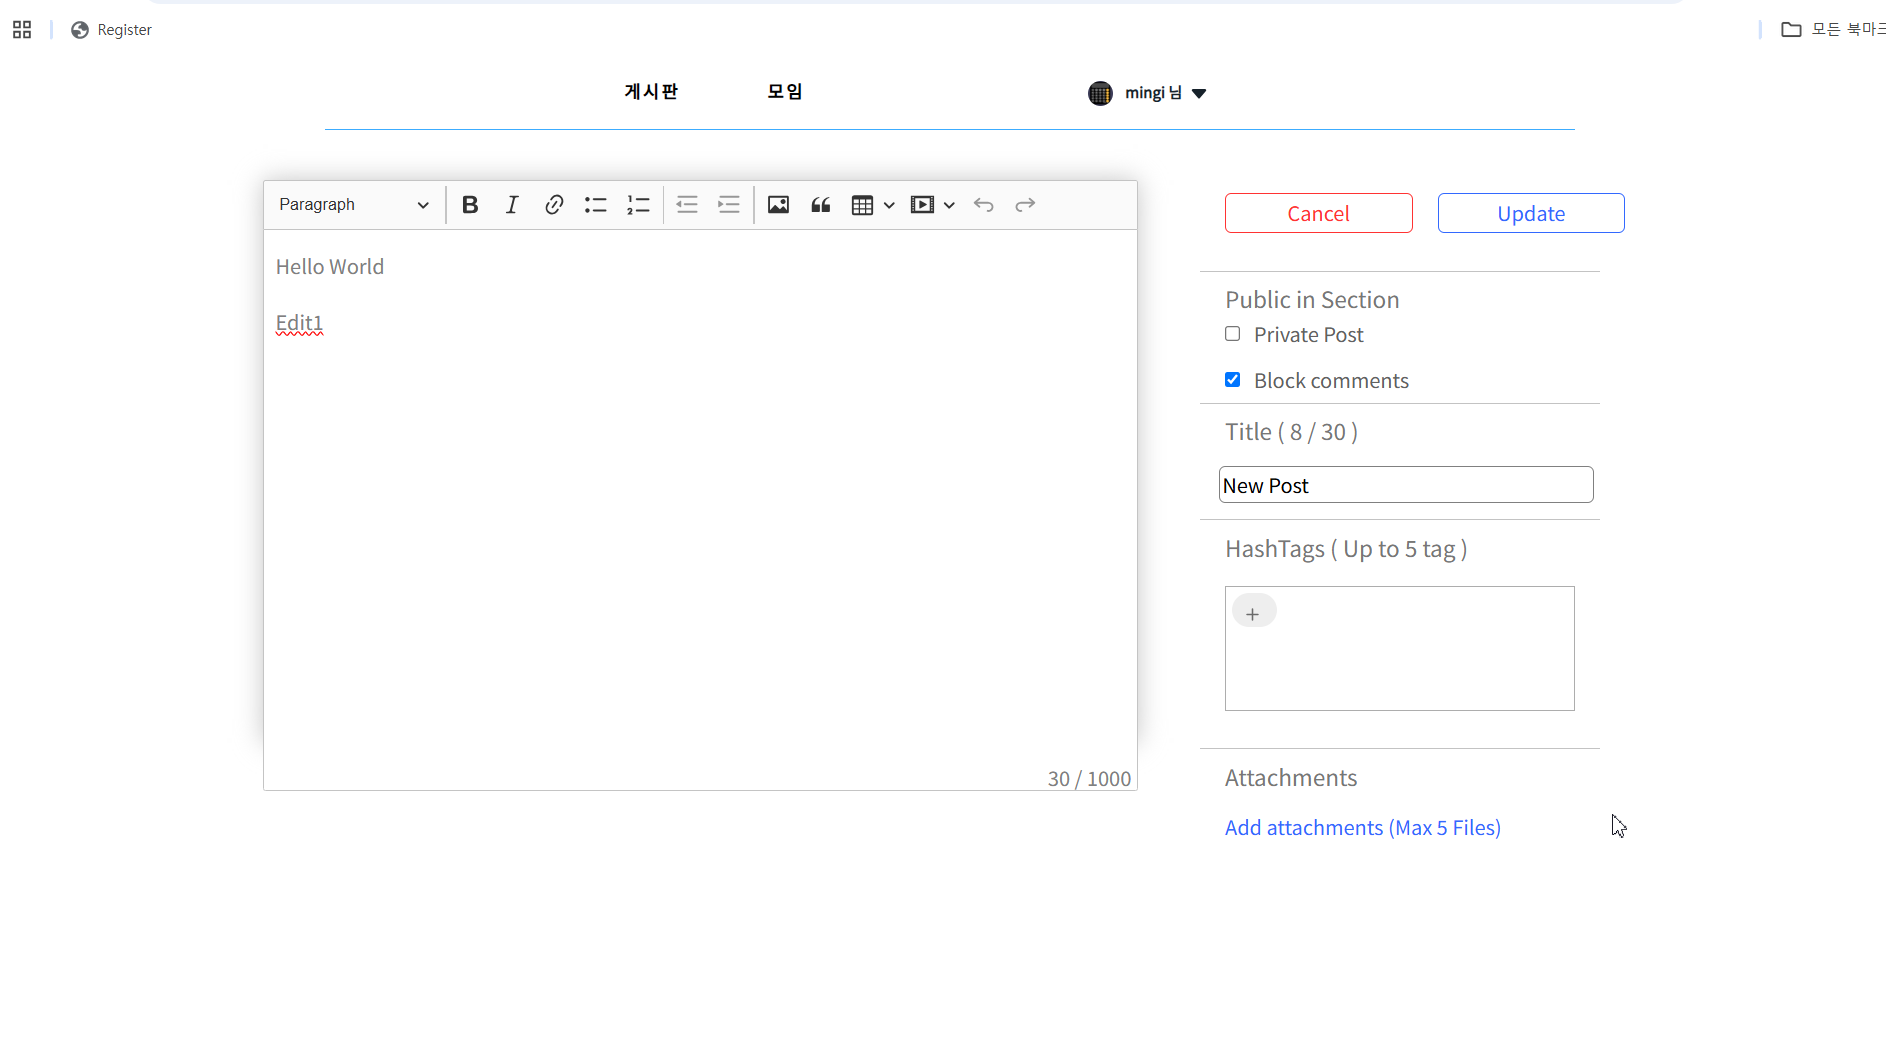 Register
모든 북마크
게시판 모임 mingi 님
Paragraph
Hello World
Edit1
30 / 1000
Cancel Update
Public in Section
Private Post
Block comments
Title ( 8 / 30 )
New Post
HashTags ( Up to 5 tag )
+
Attachments
Add attachments (Max 5 Files)